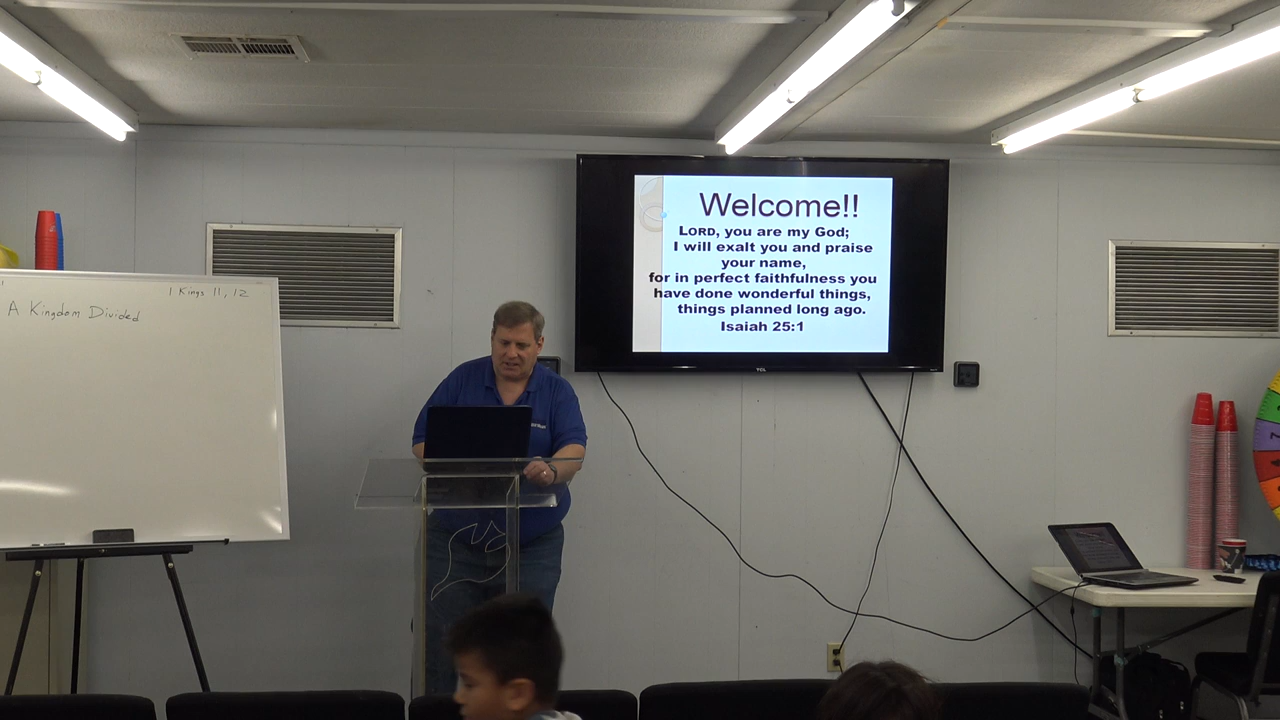 1 Kings 11, 12
A Kingdom Divided
Welcome!!
LORD, you are my God;
I will exalt you and praise
your name,
for in perfect faithfulness you
have done wonderful things,
things planned long ago.
Isaiah 25:1
TCL